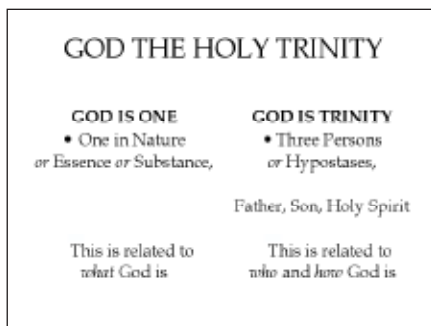 GOD THE HOLY TRINITY
GOD IS ONE
• One in Nature
or Essence or Substance,
This is related to
what God is
GOD IS TRINITY
• Three Persons
or Hypostases,
Father, Son, Holy Spirit
This is related to
who and how God is